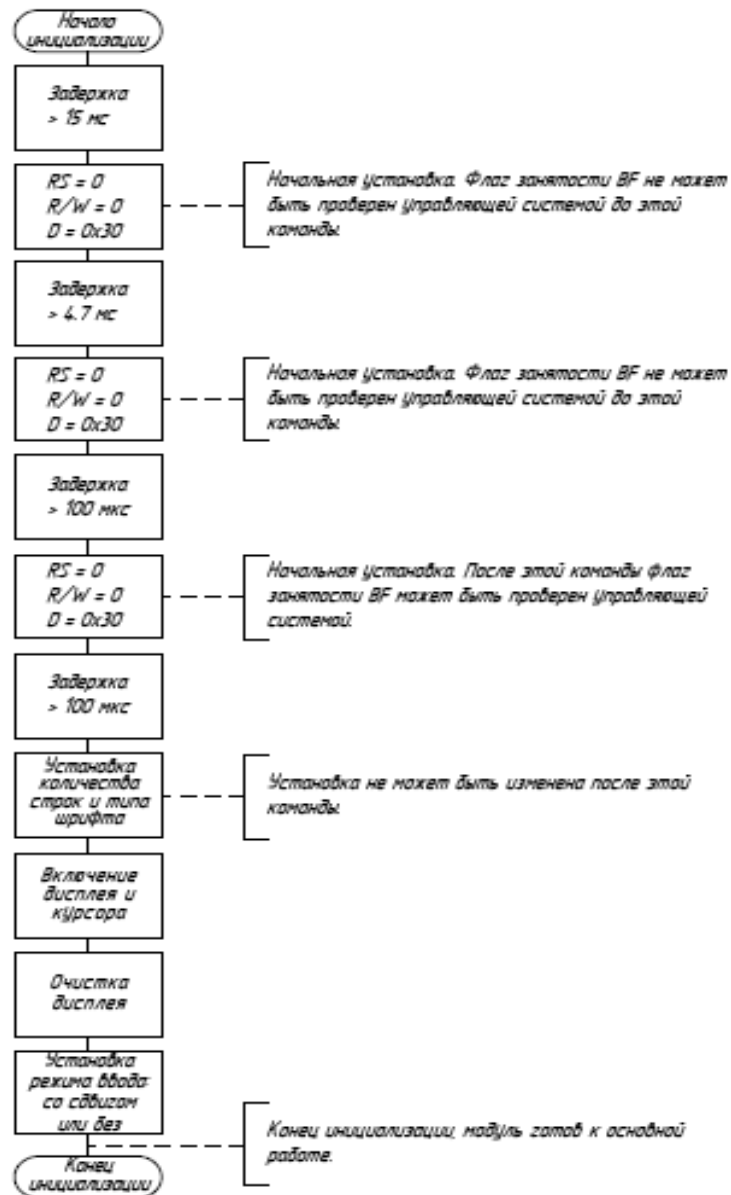 Начало
инициализации
Задержка
> 15 мс
RS = 0
R/W = 0
D = 0x30
Начальная установка. Флаг занятости BF не может
быть проверен управляющей системой до этой
команды.
Задержка
> 4.7 мс
RS = 0
R/W = 0
D = 0x30
Начальная установка. Флаг занятости BF не может
быть проверен управляющей системой до этой
команды.
Задержка
> 100 мкс
RS = 0
R/W = 0
D = 0x30
Начальная установка. После этой команды флаг
занятости BF может быть проверен управляющей
системой.
Задержка
> 100 мкс
Установка
количества
строк и типа
шрифта
Установка не может быть изменена после этой
команды.
Включение
дисплея и
курсора
Очистка
дисплея
Установка
режима ввода:
со сдвигом
или без
Конец инициализации, модуль готов к основной
работе.
Конец
инициализации